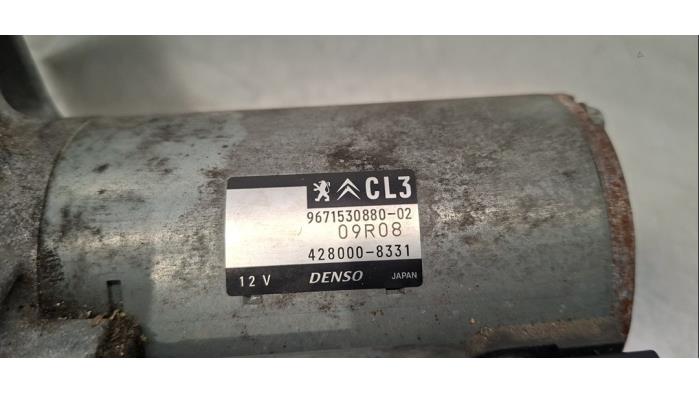 CL3
9671530880-02
09R08
428000-8331
12 V DENSO JAPAN